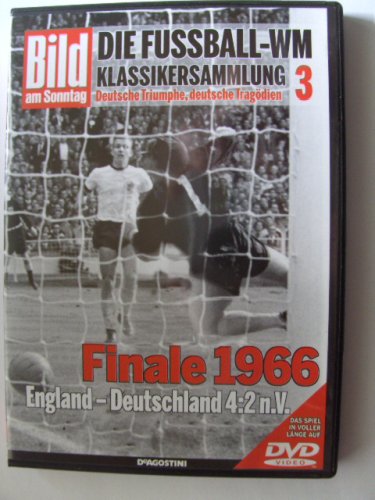 Bild
am Sonntag
DIE FUSSBALL-WM
KLASSIKERSAMMLUNG
Deutsche Triumphe, deutsche Tragödien
3
Finale 1966
England – Deutschland 4:2 n.V.
DAS SPIEL
IN VOLLER
LÄNGE AUF
DVD
VIDEO
DEAGOSTINI